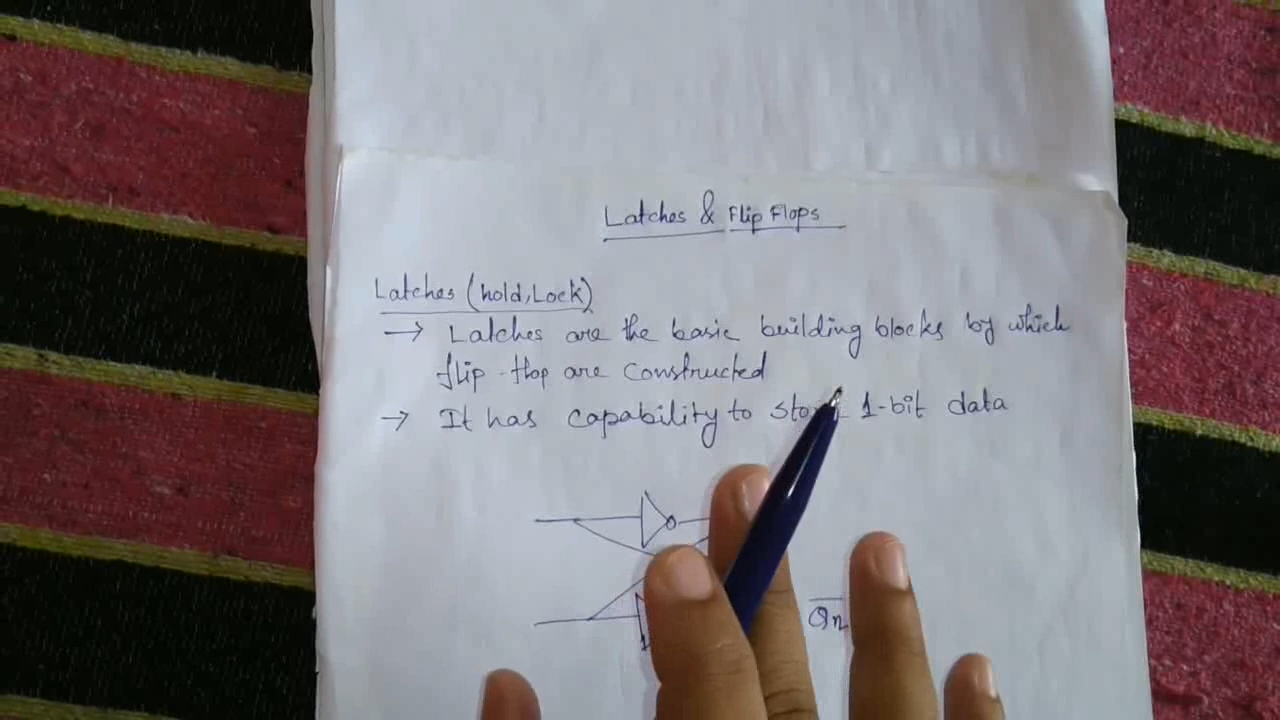 Latches & Flip Flops
Latches (hold, Lock)
→ Latches are the basic building blocks by which
flip-flop are constructed
→ It has capability to 1-bit data
Q̅n